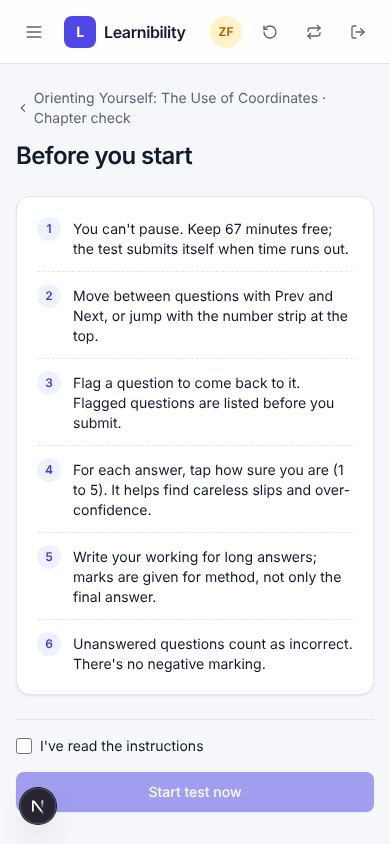 L Learnibility ZF
Orienting Yourself: The Use of Coordinates ·
Chapter check
Before you start
1 You can't pause. Keep 67 minutes free;
the test submits itself when time runs out.
2 Move between questions with Prev and
Next, or jump with the number strip at the
top.
3 Flag a question to come back to it.
Flagged questions are listed before you
submit.
4 For each answer, tap how sure you are (1
to 5). It helps find careless slips and over-
confidence.
5 Write your working for long answers;
marks are given for method, not only the
final answer.
6 Unanswered questions count as incorrect.
There's no negative marking.
I've read the instructions
Start test now
N